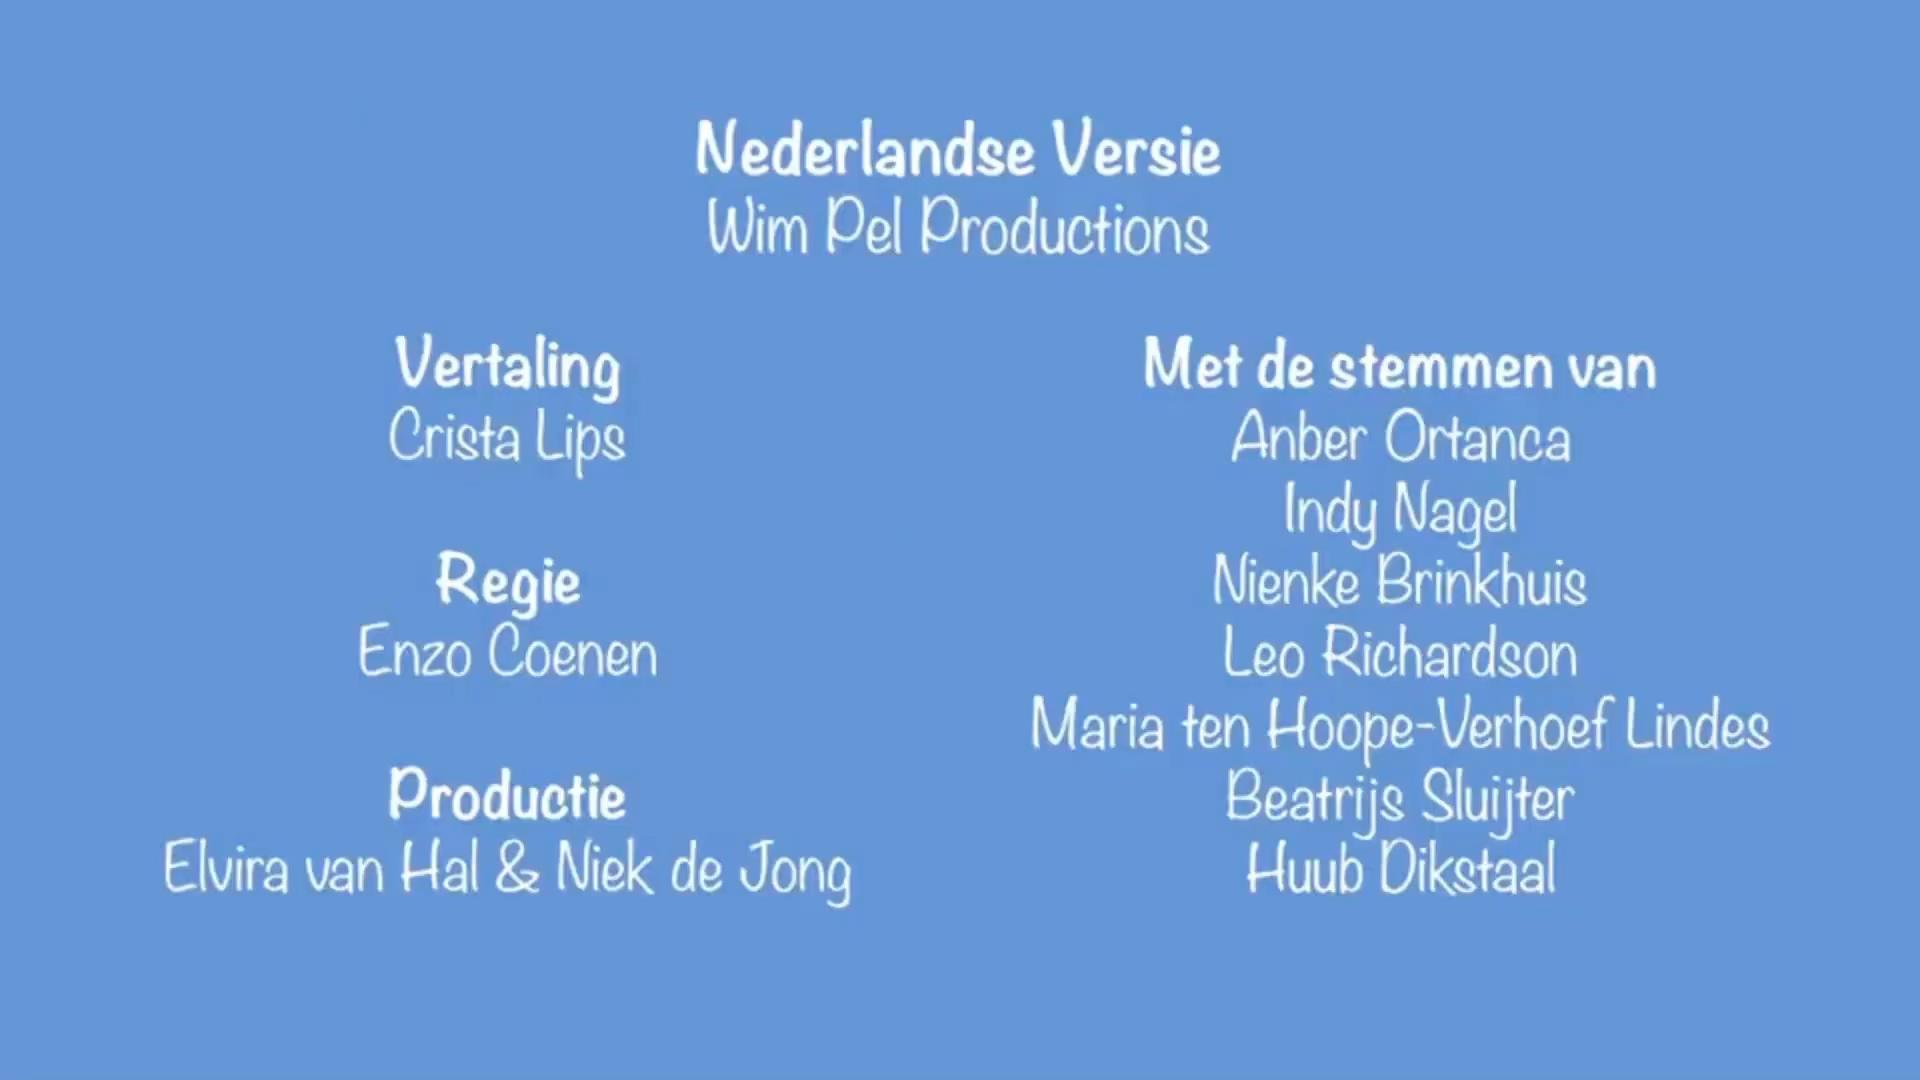 Nederlandse Versie
Wim Pel Productions
Vertaling
Crista Lips
Regie
Enzo Coenen
Productie
Elvira van Hal & Niek de Jong
Met de stemmen van
Anber Ortanca
Indy Nagel
Nienke Brinkhuis
Leo Richardson
Maria ten Hoope-Verhoef Lindes
Beatrijs Sluijter
Huub Dikstaal